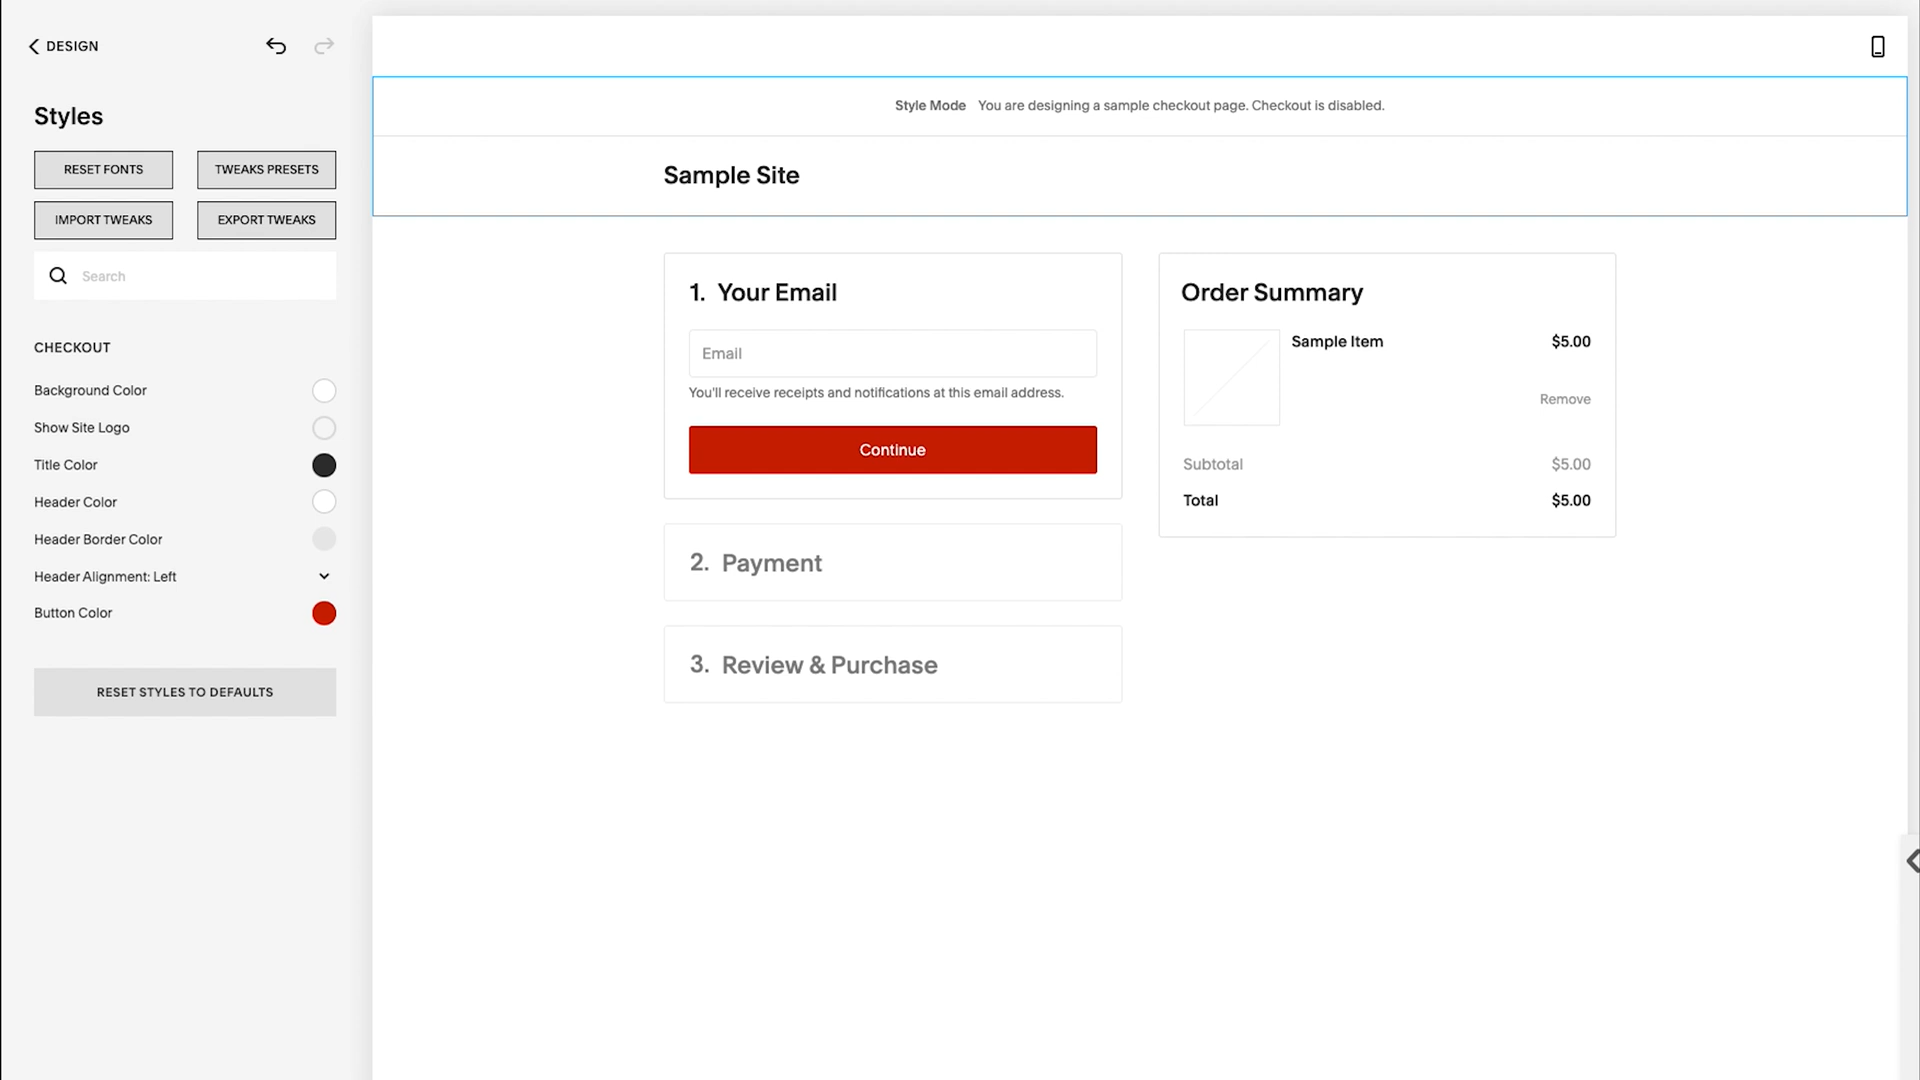 DESIGN
Styles
RESET FONTS
TWEAKS PRESETS
IMPORT TWEAKS
EXPORT TWEAKS
Search
CHECKOUT
Background Color
Show Site Logo
Title Color
Header Color
Header Border Color
Header Alignment: Left
Button Color
RESET STYLES TO DEFAULTS
Style Mode You are designing a sample checkout page. Checkout is disabled.
Sample Site
1. Your Email
Email
You'll receive receipts and notifications at this email address.
Continue
2. Payment
3. Review & Purchase
Order Summary
Sample Item $5.00
Remove
Subtotal $5.00
Total $5.00